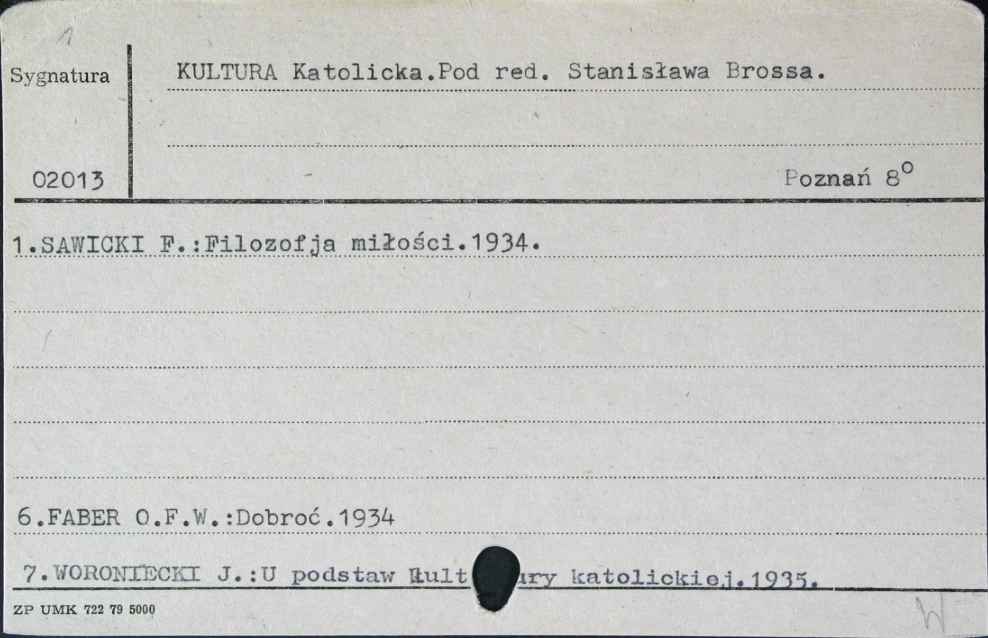 1
Sygnatura
KULTURA Katolicka.Pod red. Stanisława Brossa.
02013
Poznań 8°
1.SAWICKI F.:Filozofja miłości.1934.
6.FABER O.F.W.:Dobroć.1934
7.WORONIECKI J.:U podstaw Kult ury katolickiej.1935.
ZP UMK 722 79 5000
W